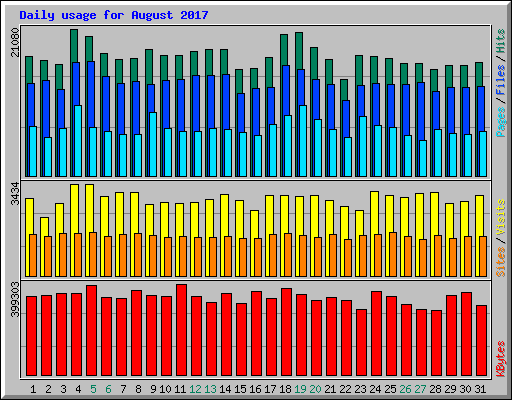 Daily usage for August 2017
21080
Pages / Files / Hits
3434
Sites / Visits
399303
KBytes
1 2 3 4 5 6 7 8 9 10 11 12 13 14 15 16 17 18 19 20 21 22 23 24 25 26 27 28 29 30 31